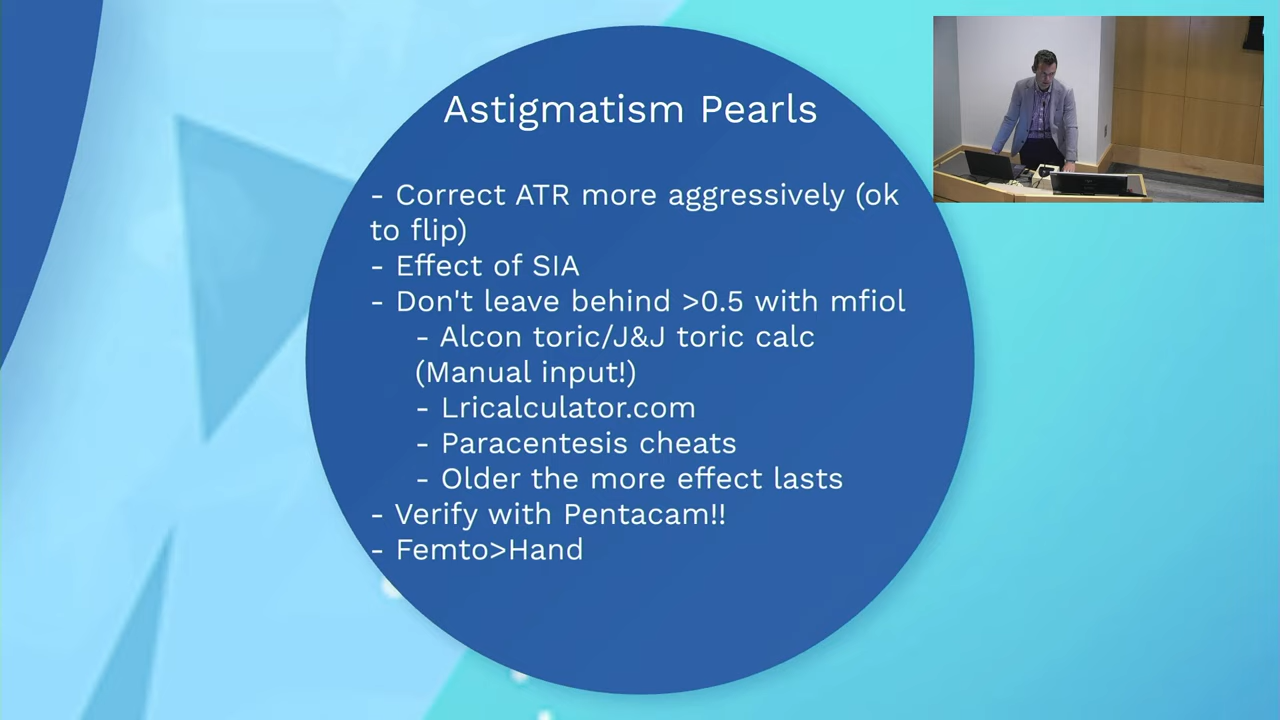 Astigmatism Pearls
- Correct ATR more aggressively (ok
to flip)
- Effect of SIA
- Don't leave behind >0.5 with mfiol
- Alcon toric/J&J toric calc
(Manual input!)
- Lricalculator.com
- Paracentesis cheats
- Older the more effect lasts
- Verify with Pentacam!!
- Femto>Hand